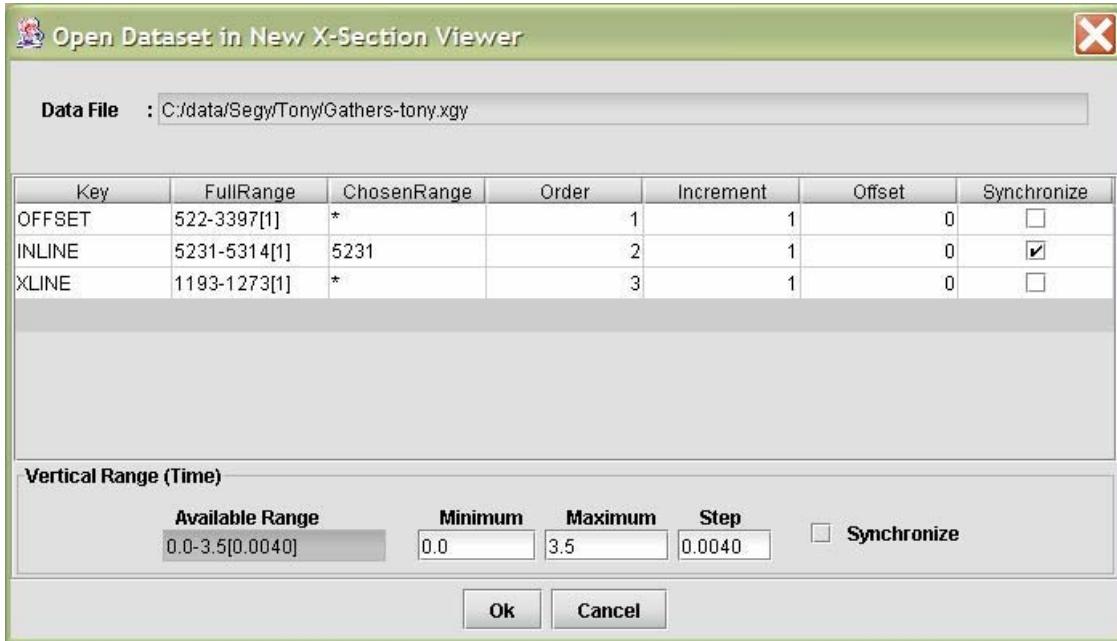 Open Dataset in New X-Section Viewer
Data File : C:/data/Segy/Tony/Gathers-tony.xgy
Key FullRange ChosenRange Order Increment Offset Synchronize
OFFSET 522-3397[1] * 1 1 0
INLINE 5231-5314[1] 5231 2 1 0
XLINE 1193-1273[1] * 3 1 0
Vertical Range (Time)
Available Range Minimum Maximum Step
0.0-3.5[0.0040] 0.0 3.5 0.0040 Synchronize
Ok Cancel